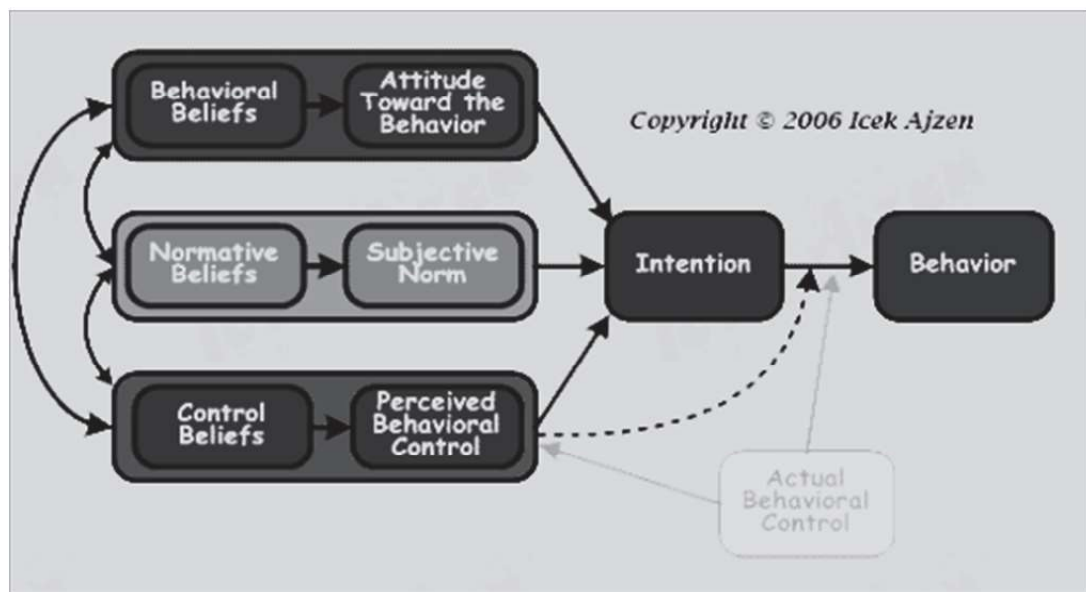 Behavioral
Beliefs
Attitude
Toward the
Behavior
Copyright © 2006 Icek Ajzen
Normative
Beliefs
Subjective
Norm
Intention
Behavior
Control
Beliefs
Perceived
Behavioral
Control
Actual
Behavioral
Control